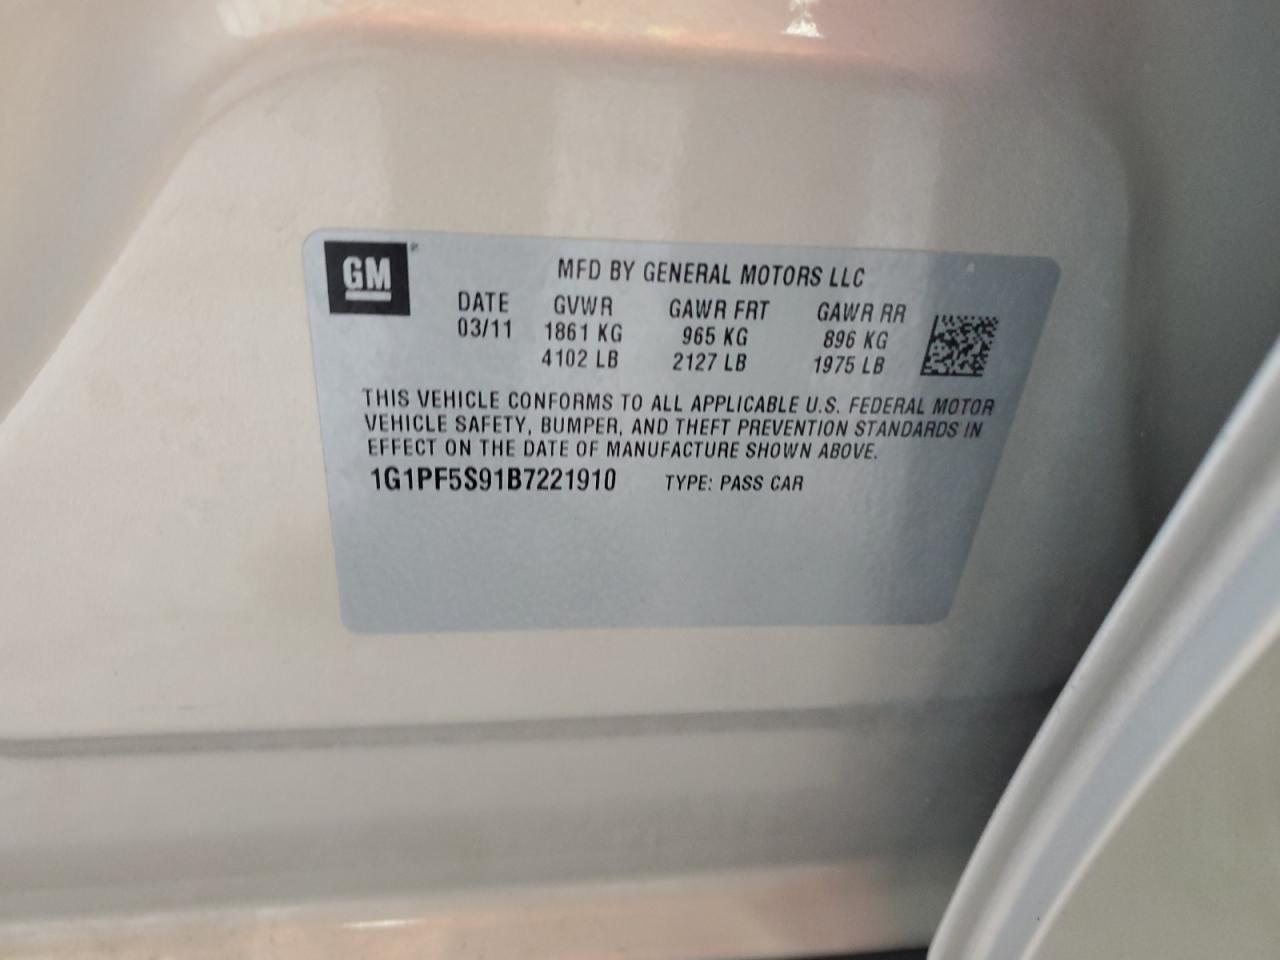 GM
MFD BY GENERAL MOTORS LLC
DATE GVWR GAWR FRT GAWR RR
03/11 1861 KG 965 KG 896 KG
4102 LB 2127 LB 1975 LB
THIS VEHICLE CONFORMS TO ALL APPLICABLE U.S. FEDERAL MOTOR
VEHICLE SAFETY, BUMPER, AND THEFT PREVENTION STANDARDS IN
EFFECT ON THE DATE OF MANUFACTURE SHOWN ABOVE.
1G1PF5S91B7221910 TYPE: PASS CAR